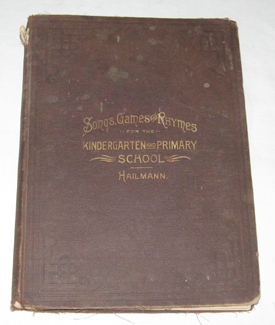 Songs, Games and Rhymes
FOR THE
KINDERGARTEN AND PRIMARY
SCHOOL
HAILMANN.